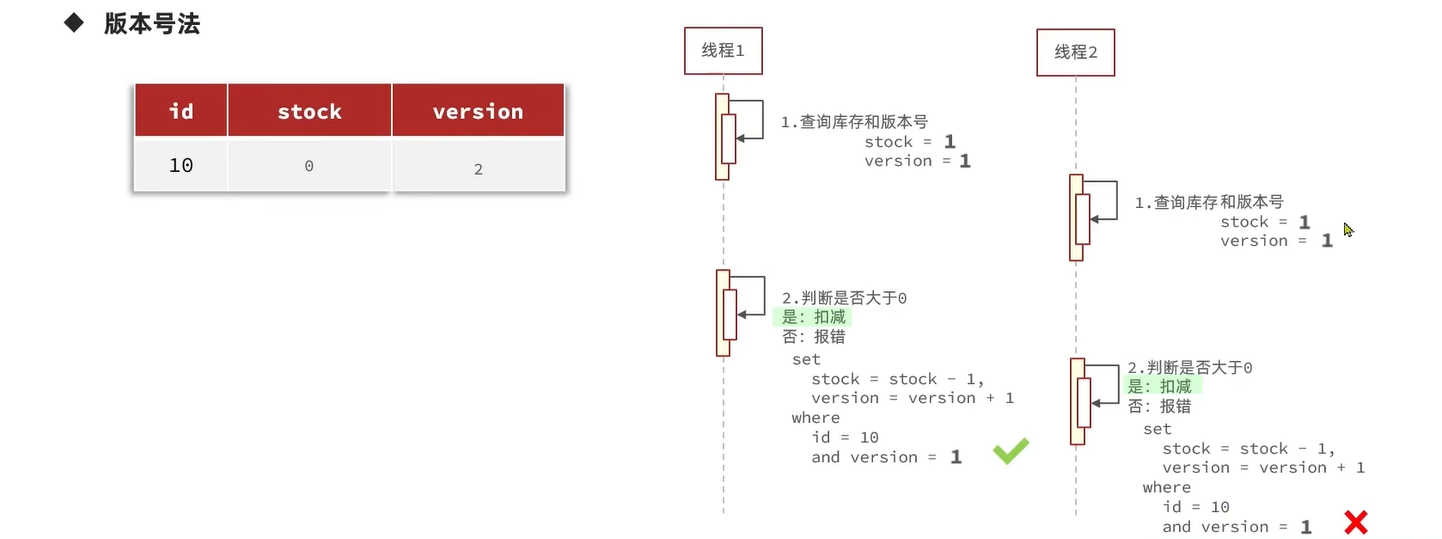 版本号法
id stock version
10 0 2
线程1
1.查询库存和版本号
stock = 1
version = 1
2.判断是否大于0
是：扣减
否：报错
set
stock = stock - 1,
version = version + 1
where
id = 10
and version = 1
线程2
1.查询库存和版本号
stock = 1
version = 1
2.判断是否大于0
是：扣减
否：报错
set
stock = stock - 1,
version = version + 1
where
id = 10
and version = 1